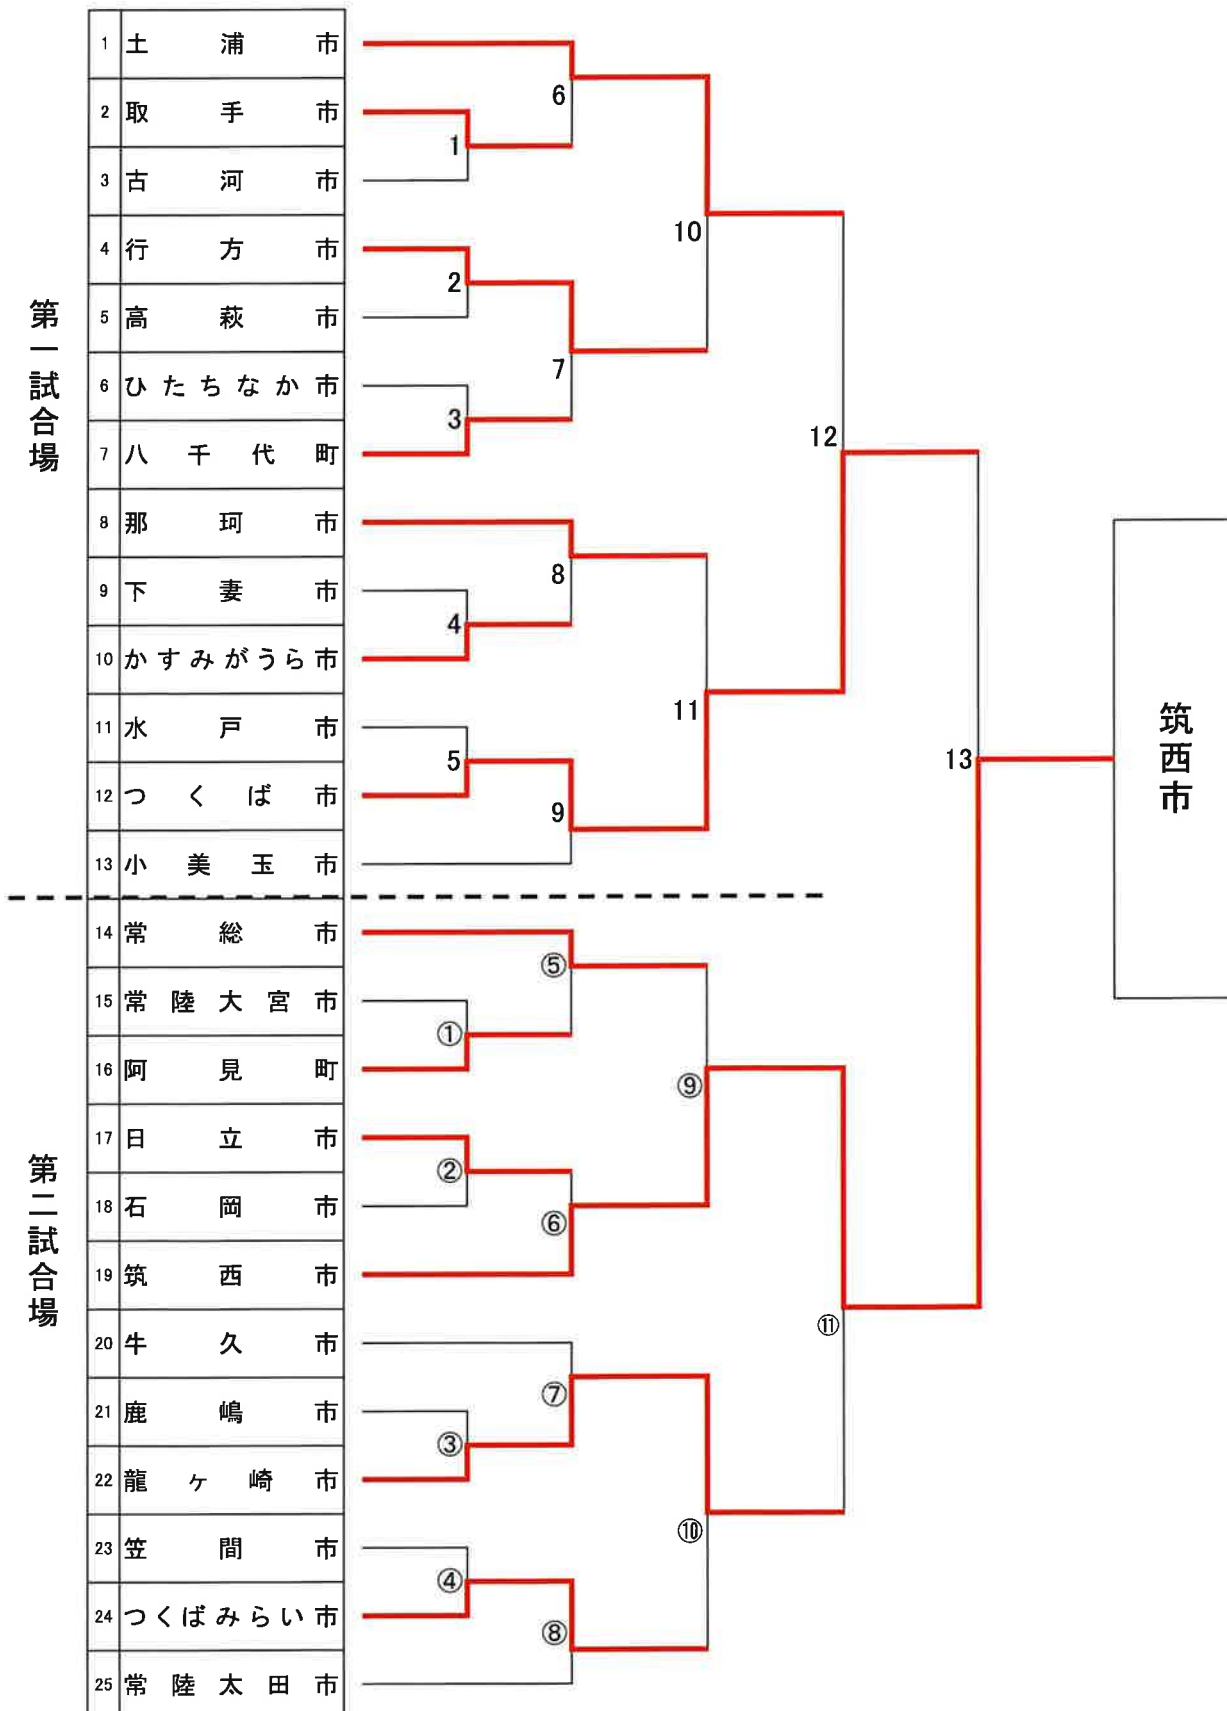 第一試合場
1 土浦市
2 取手市
3 古河市
4 行方市
5 高萩市
6 ひたちなか市
7 八千代町
8 那珂市
9 下妻市
10 かすみがうら市
11 水戸市
12 つくば市
13 小美玉市
第二試合場
14 常総市
15 常陸大宮市
16 阿見町
17 日立市
18 石岡市
19 筑西市
20 牛久市
21 鹿嶋市
22 龍ヶ崎市
23 笠間市
24 つくばみらい市
25 常陸太田市
1
2
3
4
5
①
②
③
④
6
7
8
9
⑤
⑥
⑦
⑧
10
11
⑨
⑩
12
⑪
13
筑西市